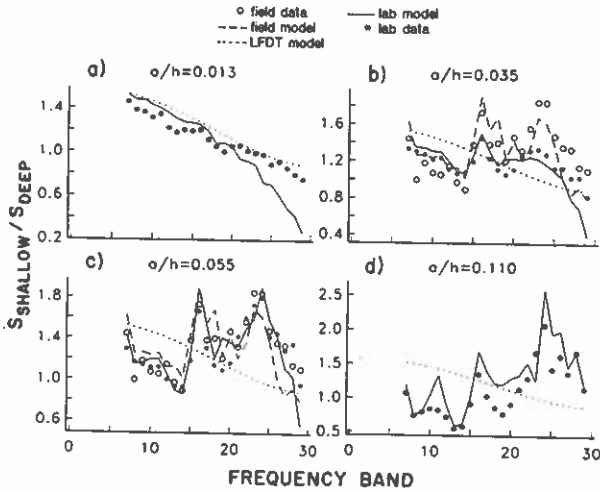 field data
lab model
field model
lab data
LFDT model
a) a/h=0.013
b) a/h=0.035
1.4
1.0
0.6
0.2
1.6
1.2
0.8
0.4
SSHALLOW/SDEEP
c) a/h=0.055
d) a/h=0.110
1.8
1.4
1.0
0.6
2.5
2.0
1.5
1.0
0.5
0 10 20 30
0 10 20 30
FREQUENCY BAND